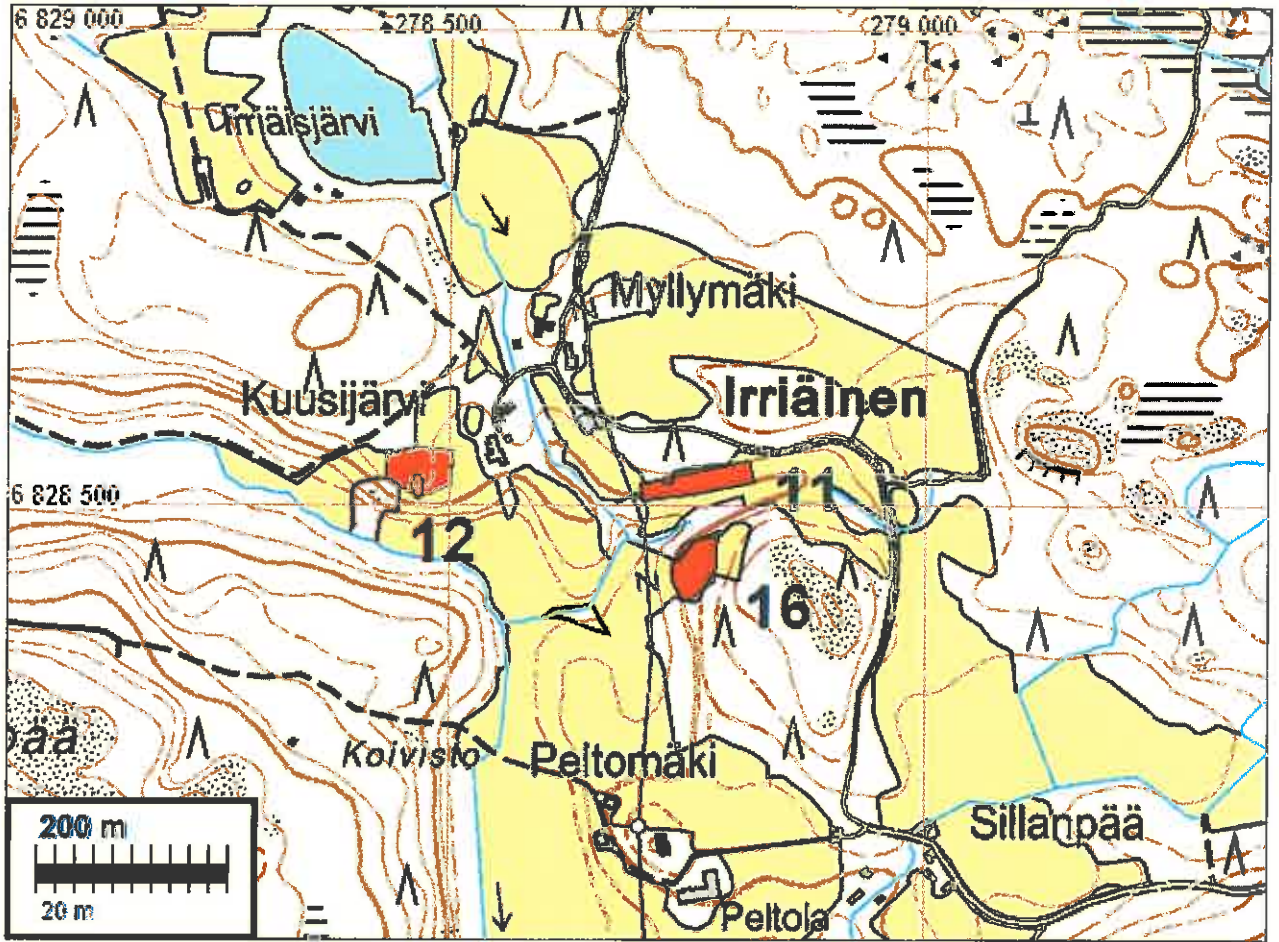 6 829 000
278 500
279 000
Irriäisjärvi
Myllymäki
Kuusijärvi
Irriäinen
6 828 500
11
12
16
Koivisto
Peltomäki
Sillanpää
200 m
20 m
Peltola